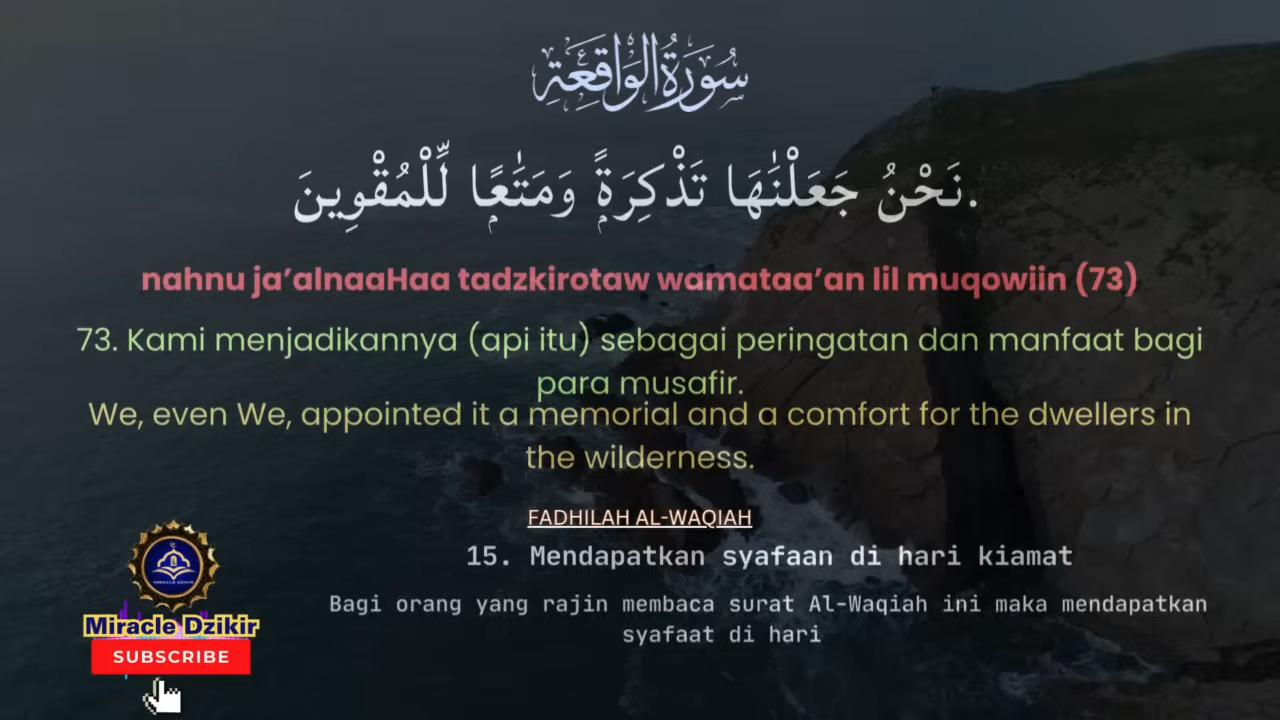 سُورَةُ الوَاقِعَةِ
نَحْنُ جَعَلْنَٰهَا تَذْكِرَةًۭ وَمَتَٰعًۭا لِّلْمُقْوِينَ.
nahnu ja’alnaaHaa tadzkirotaw wamataa’an lil muqowiin (73)
73. Kami menjadikannya (api itu) sebagai peringatan dan manfaat bagi
para musafir.
We, even We, appointed it a memorial and a comfort for the dwellers in
the wilderness.
FADHILAH AL-WAQIAH
15. Mendapatkan syafaan di hari kiamat
Bagi orang yang rajin membaca surat Al-Waqiah ini maka mendapatkan
syafaat di hari
MIRACLE DZIKIR
Miracle Dzikir
SUBSCRIBE